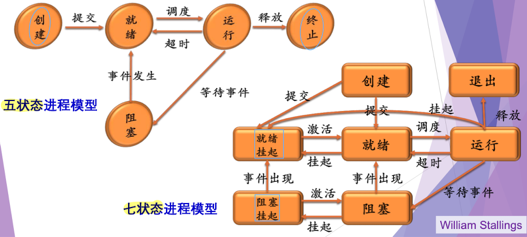 创
建
提交
就
绪
调度
超时
运
行
释放
终
止
事件发生
等待事件
阻
塞
五状态进程模型
创建
退出
提交
提交
挂起
释放
就绪
挂起
激活
挂起
就绪
调度
超时
运行
事件出现
事件出现
等待事件
阻塞
挂起
激活
挂起
阻塞
七状态进程模型
William Stallings